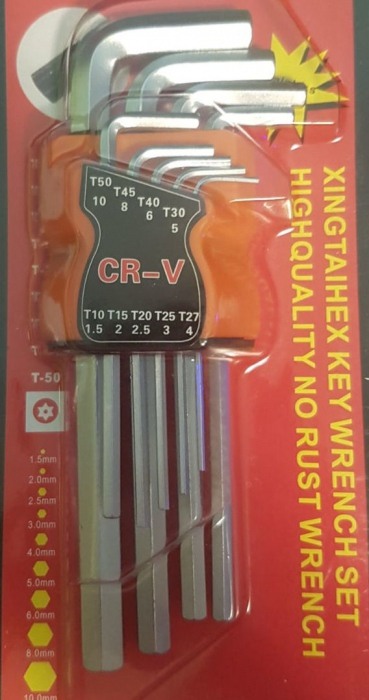 T50
T45
T40
T30
10
8
6
5
CR-V
T10 T15 T20 T25 T27
1.5 2 2.5 3 4
XINGTAIHEX KEY WRENCH SET
HIGHQUALITY NO RUST WRENCH
T-50
1.5mm
2.0mm
2.5mm
3.0mm
4.0mm
5.0mm
6.0mm
8.0mm
10.0mm